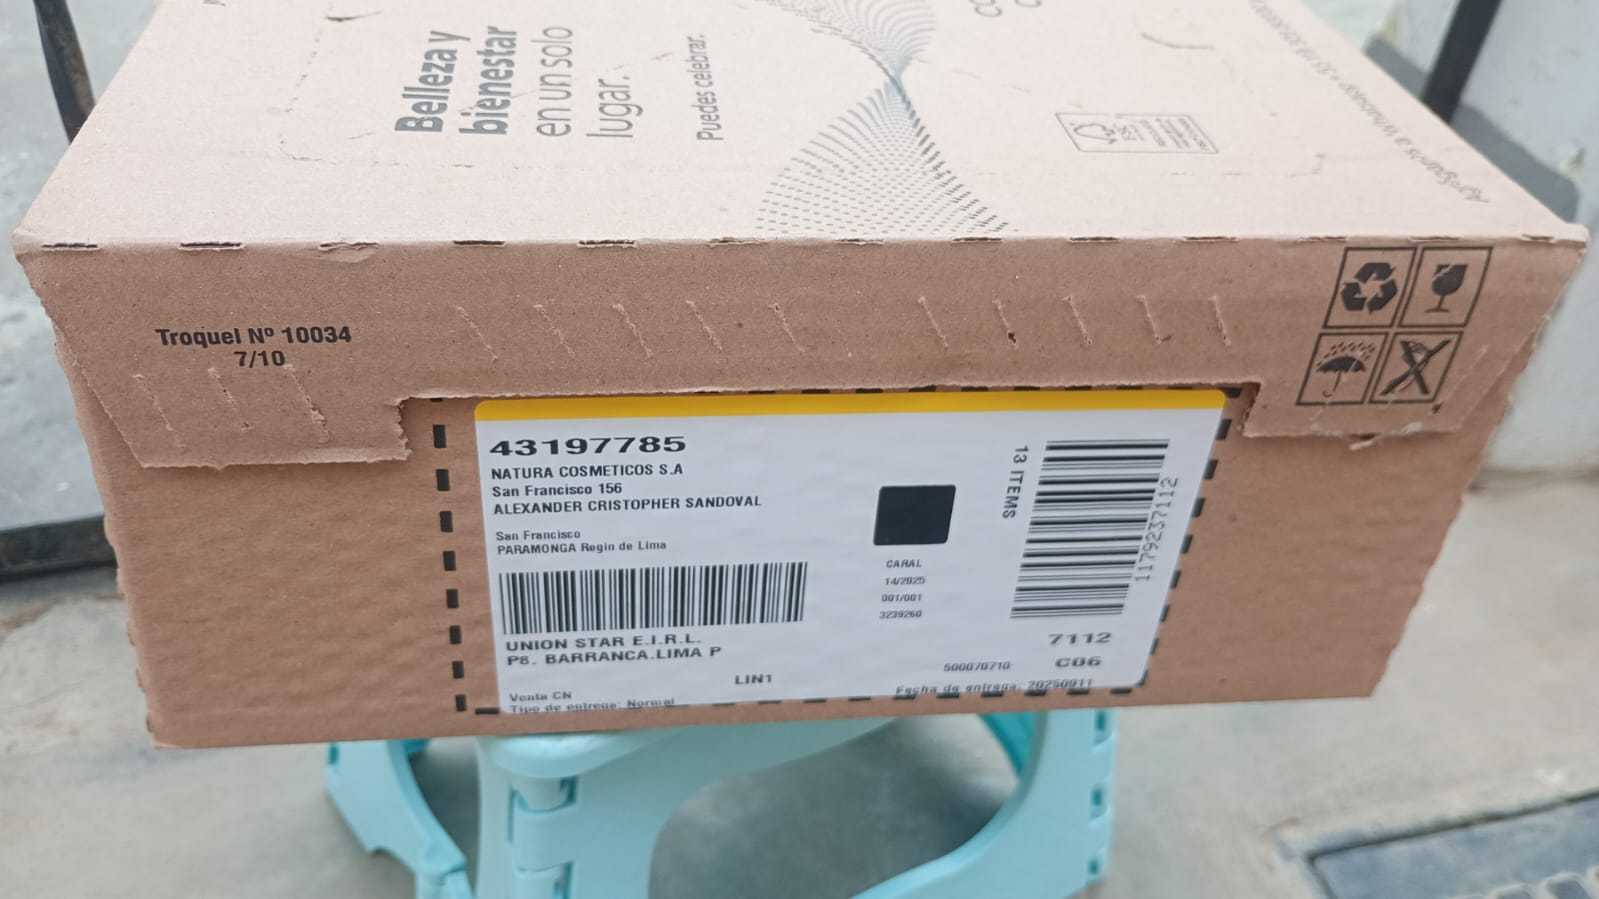 Belleza y
bienestar
en un solo
lugar.
Puedes celebrar.
Troquel Nº 10034
7/10
43197785
NATURA COSMETICOS S.A
San Francisco 156
ALEXANDER CRISTOPHER SANDOVAL
San Francisco
PARAMONGA Regin de Lima
UNION STAR E.I.R.L.
P8. BARRANCA.LIMA P
LIN1
Venta CN
Tipo de entrega: Normal
CARAL
14/2025
001/001
3239260
13 ITEMS
1179237112
7112
500070710
C06
Fecha de entrega: 20250911